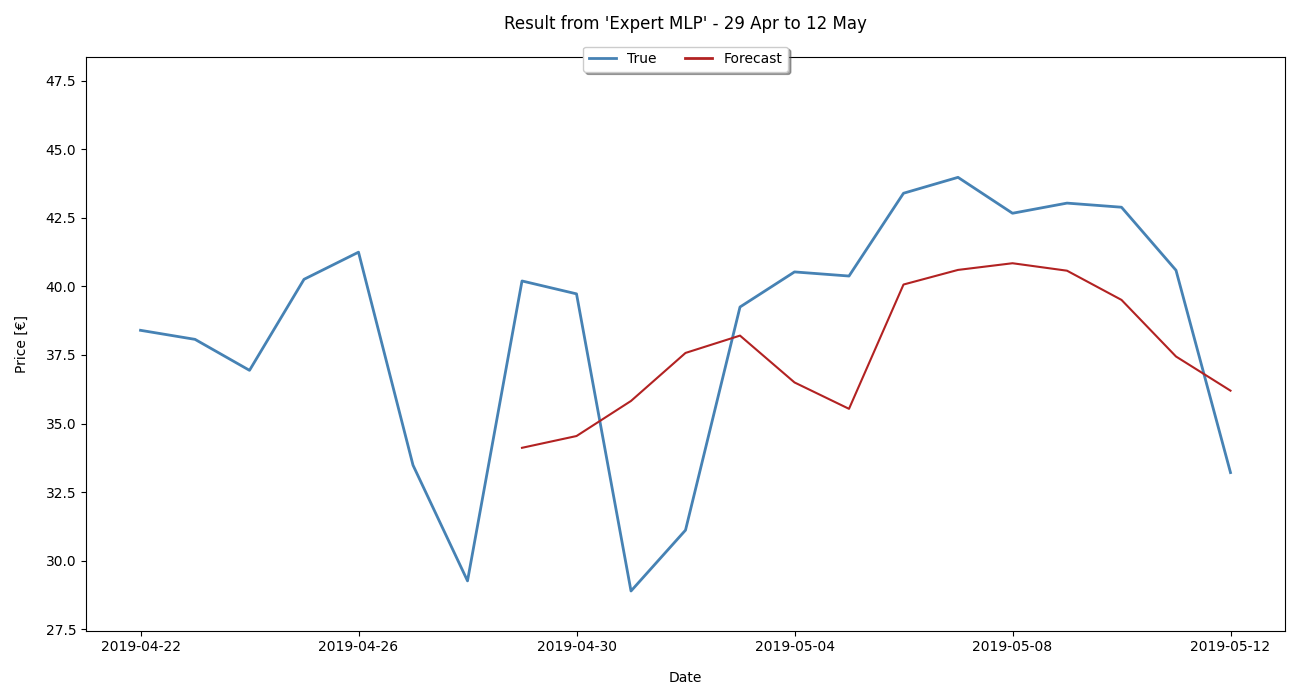 Result from 'Expert MLP' - 29 Apr to 12 May
True Forecast
47.5
45.0
42.5
40.0
37.5
35.0
32.5
30.0
27.5
Price [€]
2019-04-22 2019-04-26 2019-04-30 2019-05-04 2019-05-08 2019-05-12
Date